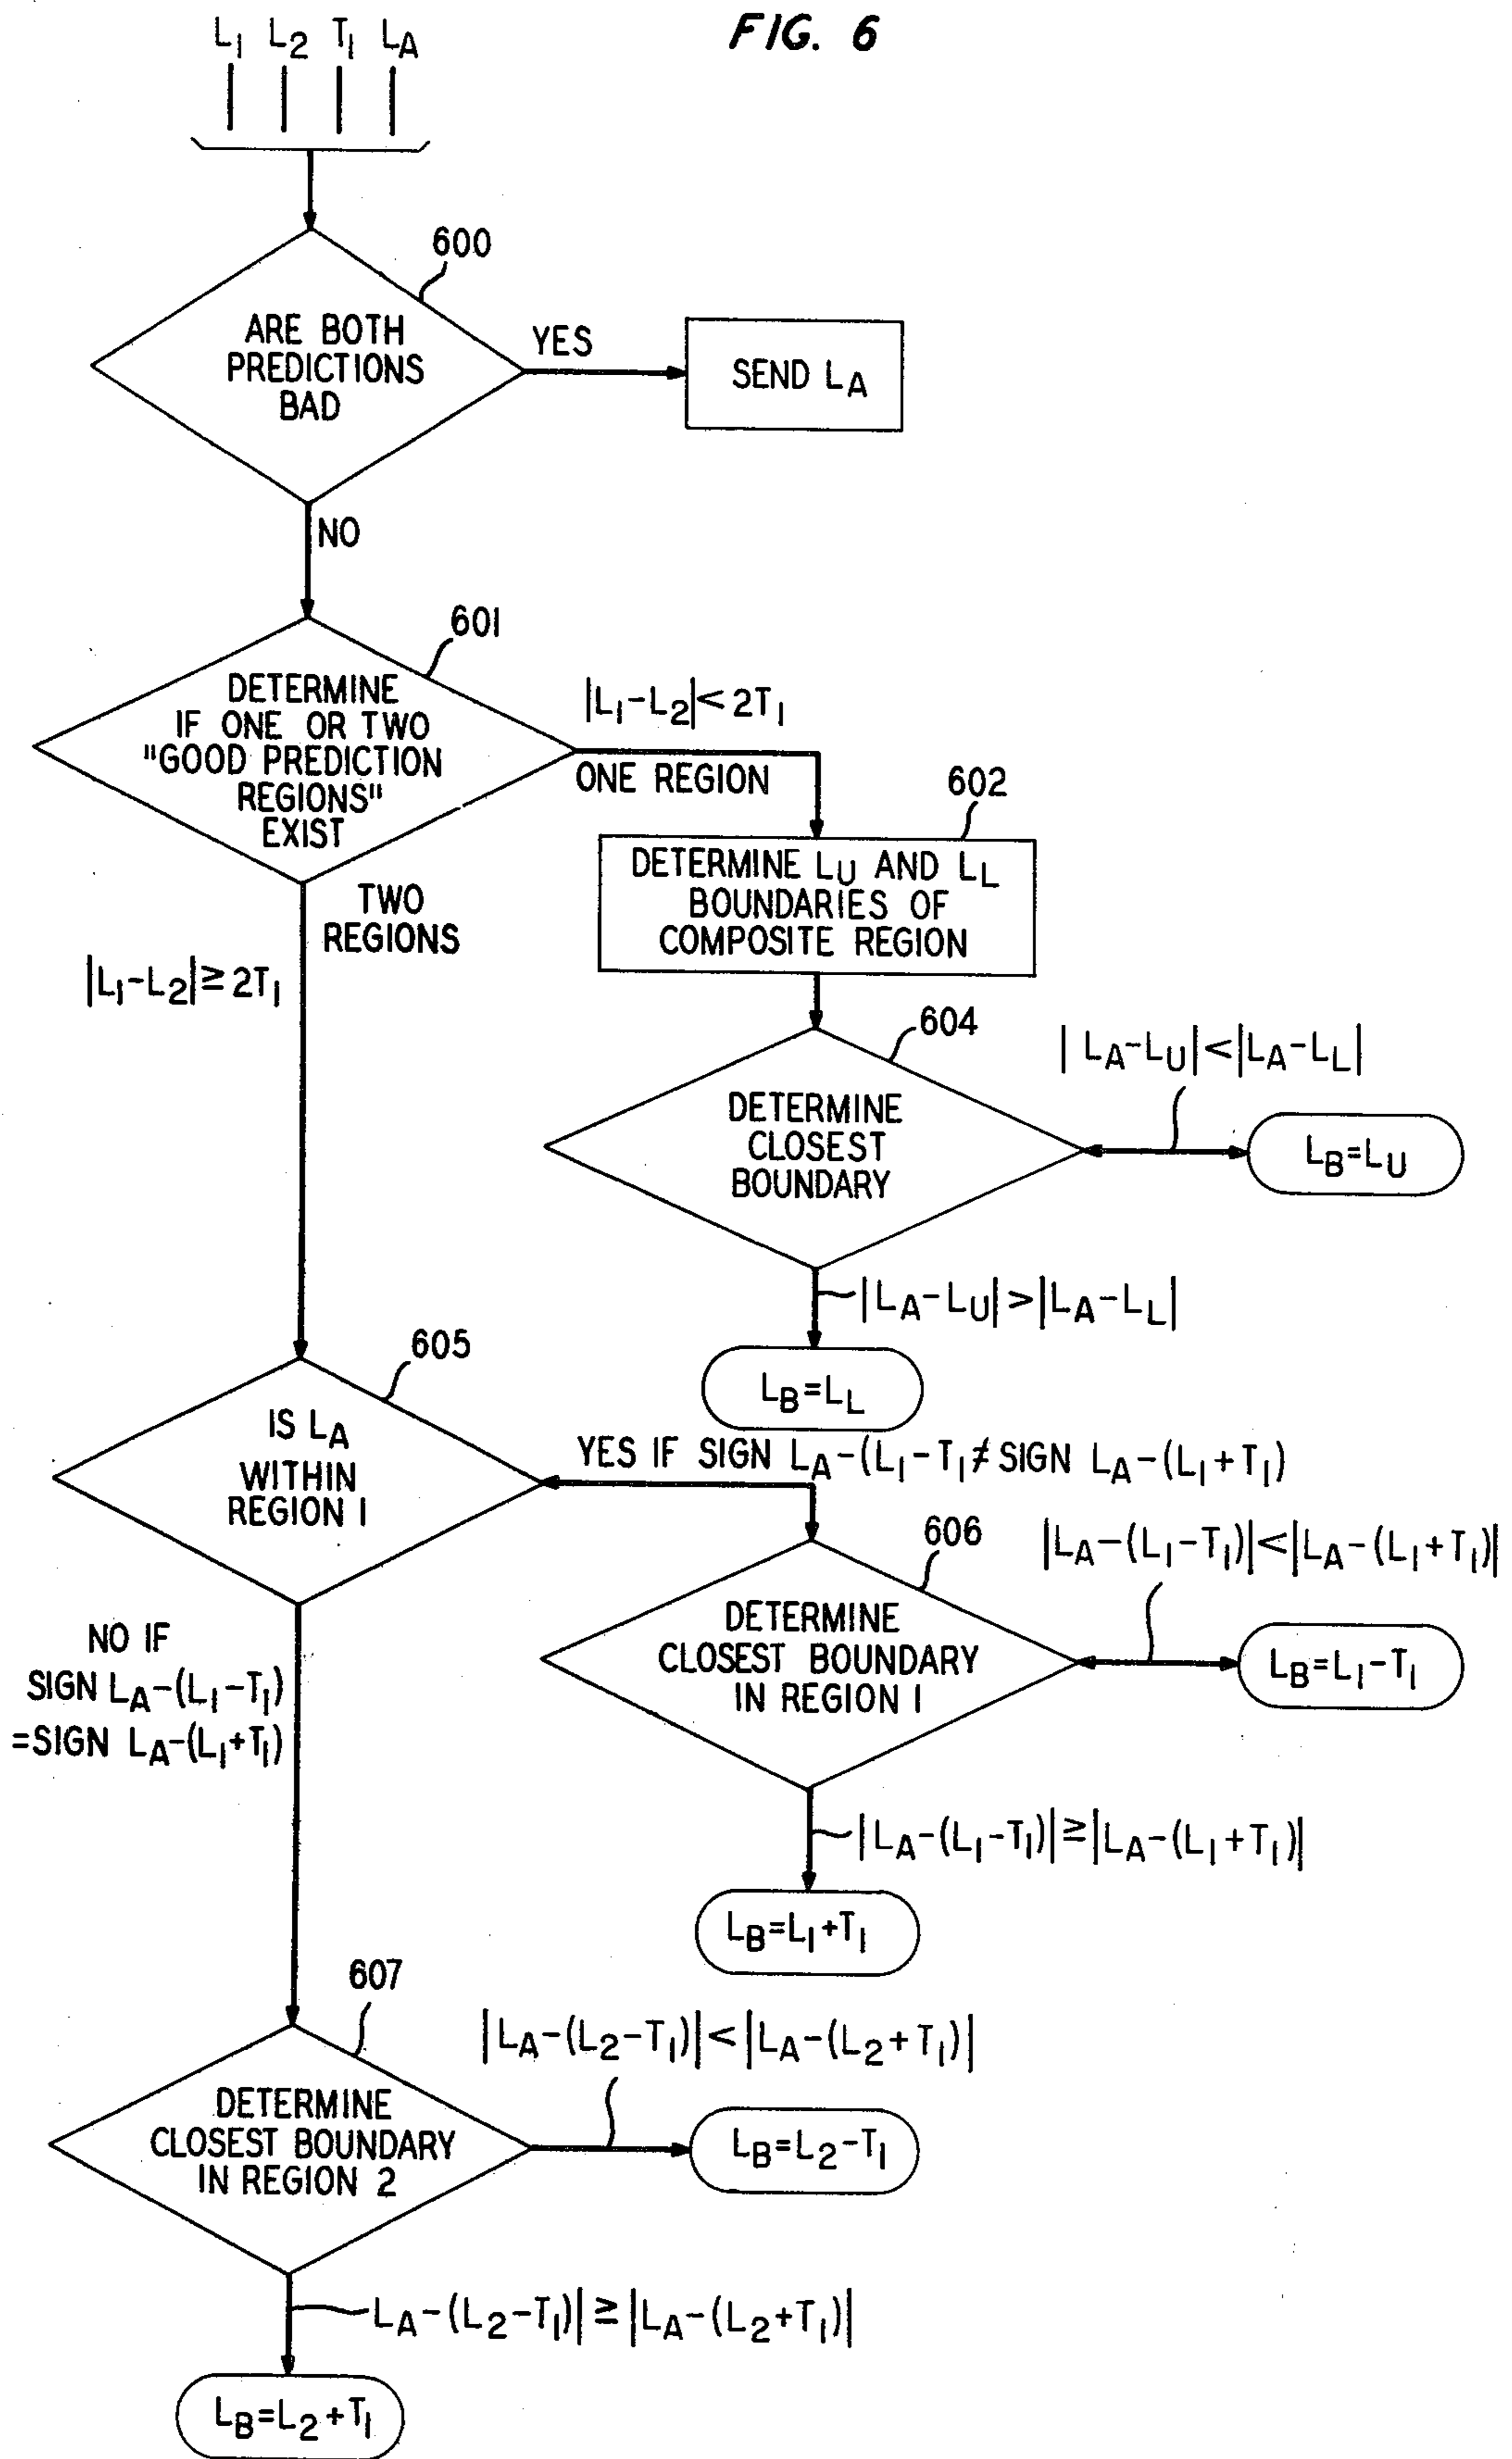 FIG. 6
L1 L2 T1 LA
600
ARE BOTH
PREDICTIONS
BAD
YES
SEND LA
NO
601
DETERMINE
IF ONE OR TWO
"GOOD PREDICTION
REGIONS"
EXIST
|L1-L2|< 2T1
ONE REGION
602
DETERMINE LU AND LL
BOUNDARIES OF
COMPOSITE REGION
TWO
REGIONS
|L1-L2|≥2T1
604
DETERMINE
CLOSEST
BOUNDARY
| LA-LU|<|LA-LL|
LB=LU
|LA-LU|>|LA-LL|
LB=LL
605
IS LA
WITHIN
REGION 1
YES IF SIGN LA-(L1-T1≠SIGN LA-(L1+T1)
606
DETERMINE
CLOSEST BOUNDARY
IN REGION 1
|LA-(L1-T1)|<|LA-(L1+T1)|
LB=L1-T1
NO IF
SIGN LA-(L1-T1)
=SIGN LA-(L1+T1)
|LA-(L1-T1)|≥|LA-(L1+T1)|
LB=L1+T1
607
DETERMINE
CLOSEST BOUNDARY
IN REGION 2
|LA-(L2-T1)|<|LA-(L2+T1)|
LB=L2-T1
LA-(L2-T1)|≥|LA-(L2+T1)|
LB=L2+T1